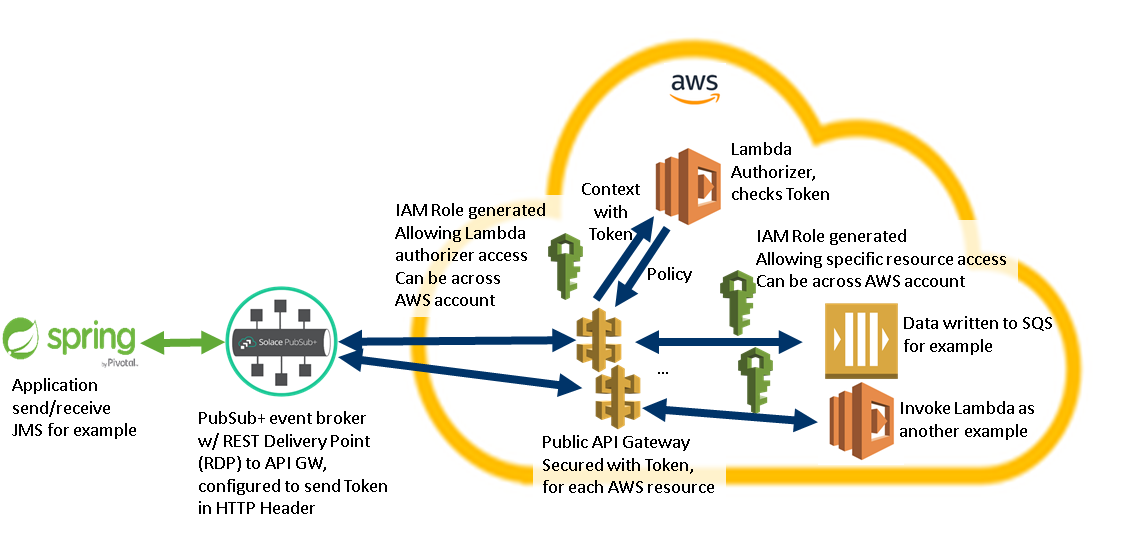 aws
Lambda
Authorizer,
checks Token
Context
with
Token
Policy
IAM Role generated
Allowing Lambda
authorizer access
Can be across
AWS account
IAM Role generated
Allowing specific resource access
Can be across AWS account
spring
by Pivotal.
Application
send/receive
JMS for example
Solace PubSub+
PubSub+ event broker
w/ REST Delivery Point
(RDP) to API GW,
configured to send Token
in HTTP Header
...
Public API Gateway
Secured with Token,
for each AWS resource
Data written to SQS
for example
Invoke Lambda as
another example